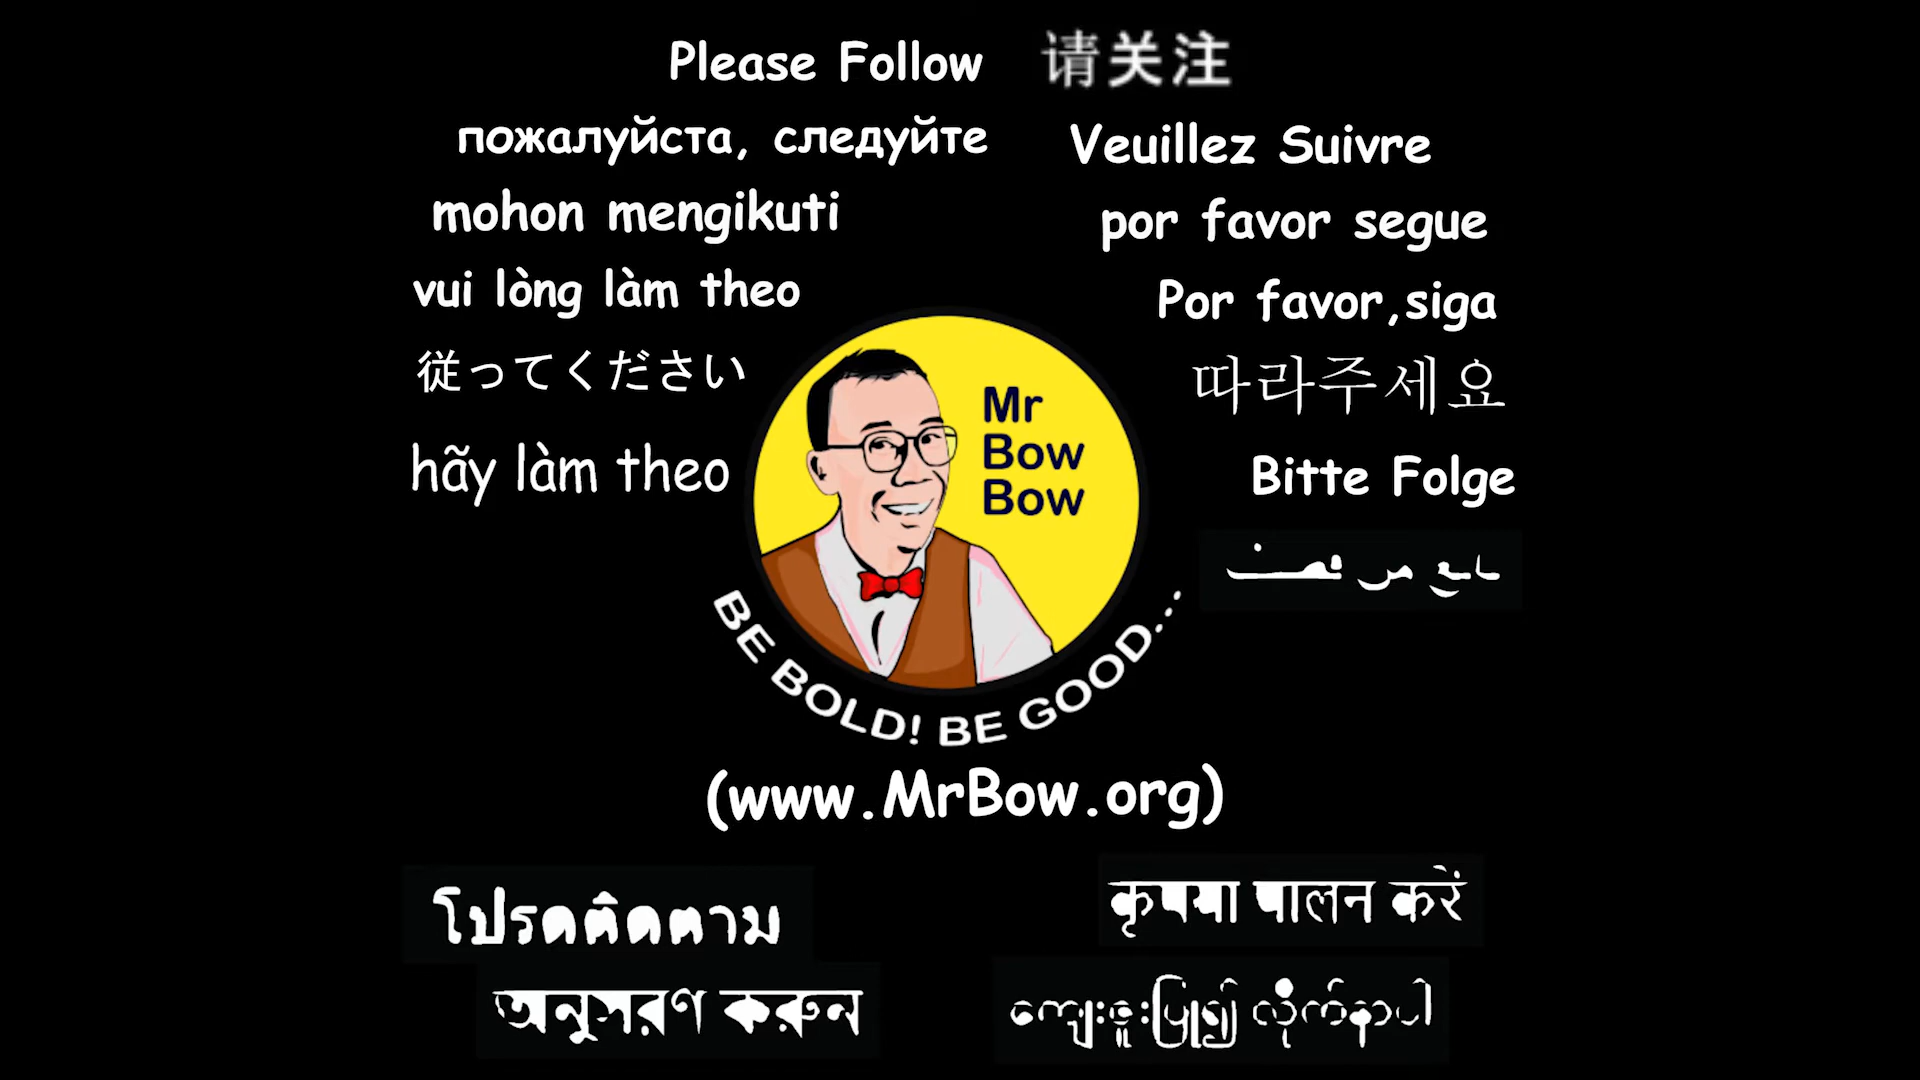 Please Follow 请关注
пожалуйста, следуйте
Veuillez Suivre
mohon mengikuti
por favor segue
vui lòng làm theo
Por favor,siga
従ってください
따라주세요
hãy làm theo
Bitte Folge
Mr
Bow
Bow
BE BOLD! BE GOOD...
(www.MrBow.org)
โปรดติดตาม
कृपया पालन करें
অনুসরণ করুন
ကျေးဇူးပြု၍